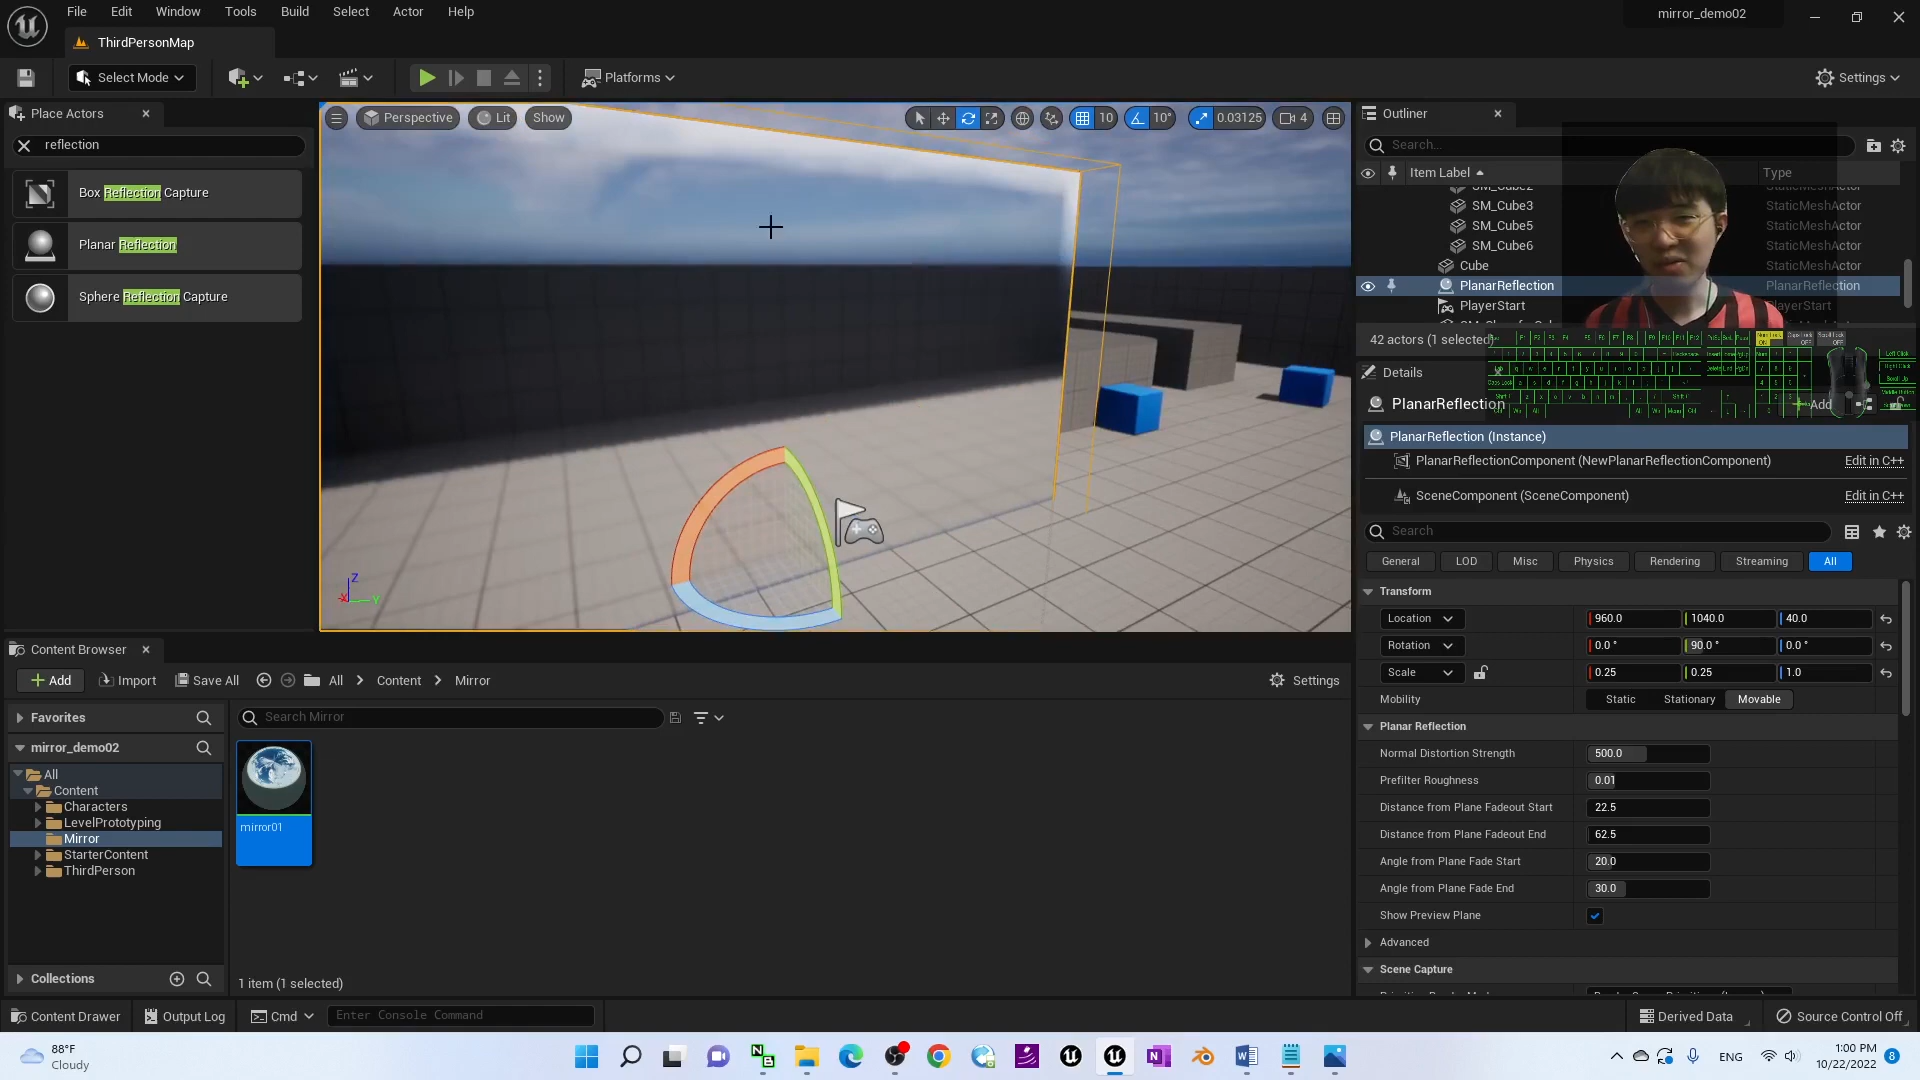 File Edit Window Tools Build Select Actor Help
mirror_demo02
ThirdPersonMap
Select Mode
Platforms
Settings
Place Actors
reflection
Box Reflection Capture
Planar Reflection
Sphere Reflection Capture
Perspective Lit Show
10 10° 0.03125 4
Z
X Y
Outliner
Search...
Item Label Type
SM_Cube2 StaticMeshActor
SM_Cube3 StaticMeshActor
SM_Cube5 StaticMeshActor
SM_Cube6 StaticMeshActor
Cube StaticMeshActor
PlanarReflection PlanarReflection
PlayerStart PlayerStart
42 actors (1 selected)
Details
PlanarReflection
Add
PlanarReflection (Instance)
PlanarReflectionComponent (NewPlanarReflectionComponent) Edit in C++
SceneComponent (SceneComponent) Edit in C++
Search
General LOD Misc Physics Rendering Streaming All
Transform
Location 960.0 1040.0 40.0
Rotation 0.0 ° 90.0 ° 0.0 °
Scale 0.25 0.25 1.0
Mobility Static Stationary Movable
Planar Reflection
Normal Distortion Strength 500.0
Prefilter Roughness 0.01
Distance from Plane Fadeout Start 22.5
Distance from Plane Fadeout End 62.5
Angle from Plane Fade Start 20.0
Angle from Plane Fade End 30.0
Show Preview Plane
Advanced
Scene Capture
Content Browser
Add Import Save All All Content Mirror Settings
Favorites
Search Mirror
mirror_demo02
All
Content
Characters
LevelPrototyping
Mirror
StarterContent
ThirdPerson
mirror01
Collections
1 item (1 selected)
Content Drawer Output Log Cmd Enter Console Command
Derived Data Source Control Off
88°F
Cloudy
ENG
1:00 PM
10/22/2022
8